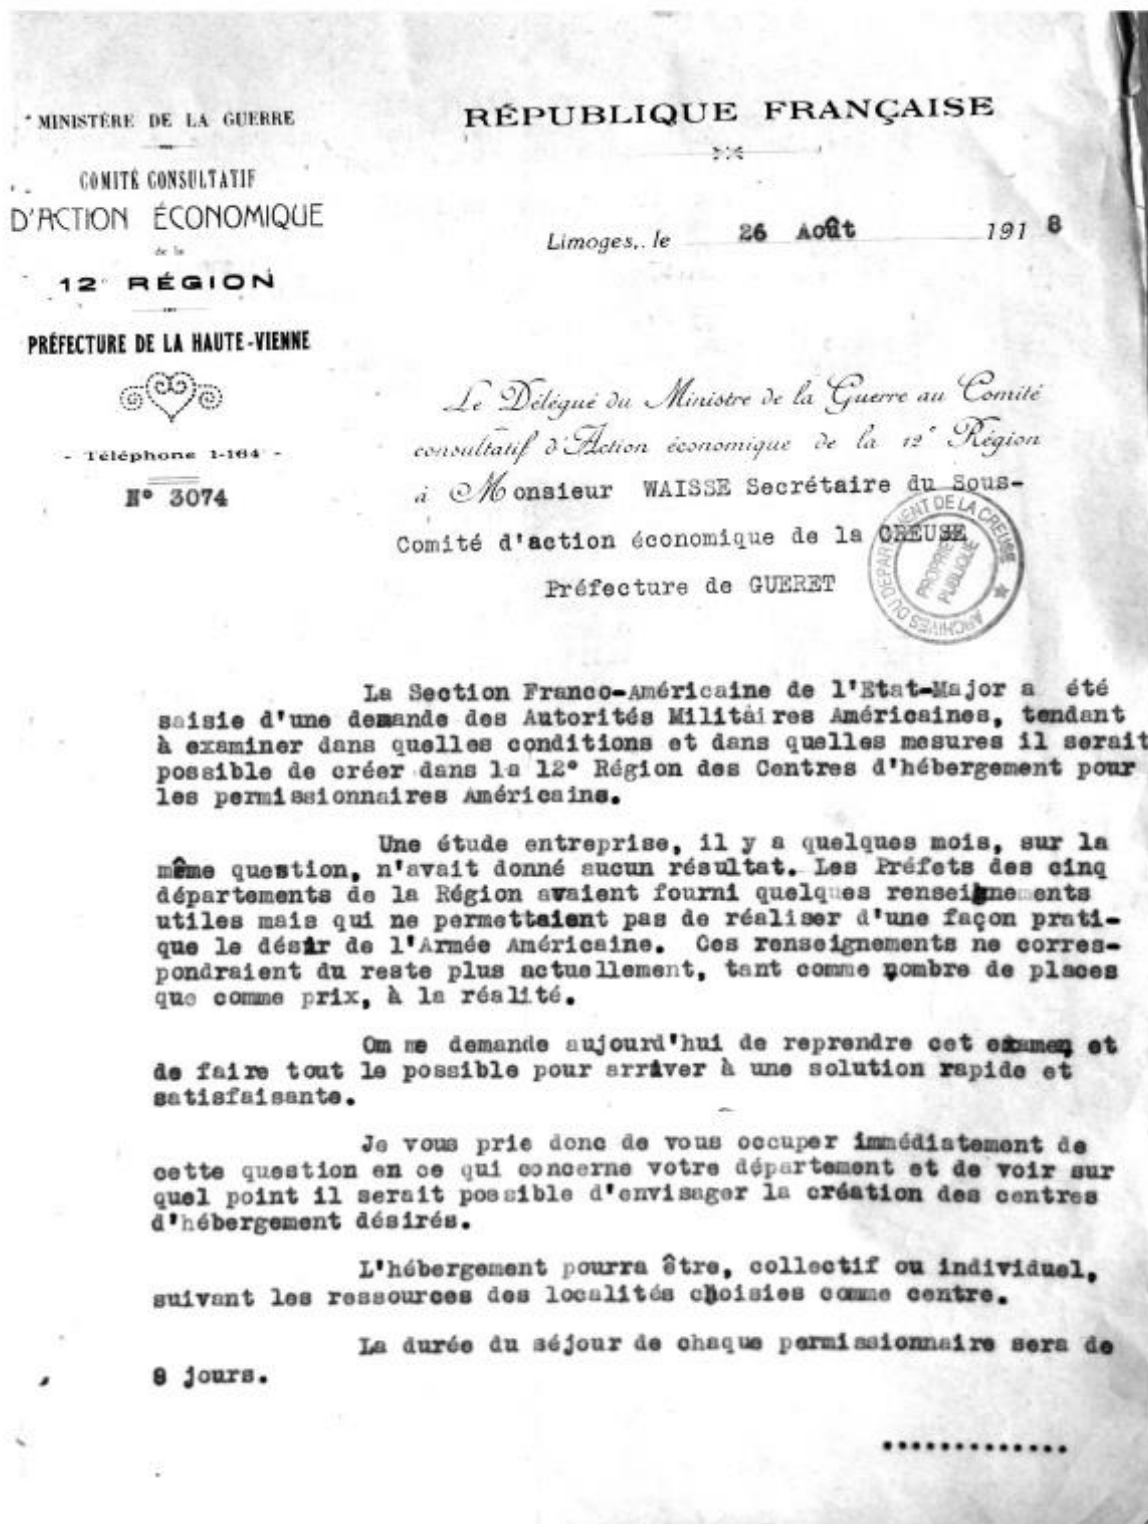 MINISTÈRE DE LA GUERRE
COMITÉ CONSULTATIF
D'ACTION ÉCONOMIQUE
de la
12e RÉGION
PRÉFECTURE DE LA HAUTE-VIENNE
- Téléphone 1-164 -
N° 3074
RÉPUBLIQUE FRANÇAISE
Limoges, le 26 Août 1918
Le Délégué du Ministre de la Guerre au Comité
consultatif d'Action économique de la 12e Région
à Monsieur WAISSE Secrétaire du Sous-
Comité d'action économique de la CREUSE
Préfecture de GUERET
ARCHIVES DU DÉPARTEMENT DE LA CREUSE
PROPRIÉTÉ
PUBLIQUE
La Section Franco-Américaine de l'Etat-Major a été
saisie d'une demande des Autorités Militaires Américaines, tendant
à examiner dans quelles conditions et dans quelles mesures il serait
possible de créer dans la 12° Région des Centres d'hébergement pour
les permissionnaires Américains.
Une étude entreprise, il y a quelques mois, sur la
même question, n'avait donné aucun résultat. Les Préfets des cinq
départements de la Région avaient fourni quelques renseignements
utiles mais qui ne permettaient pas de réaliser d'une façon prati-
que le désir de l'Armée Américaine. Ces renseignements ne corres-
pondraient du reste plus actuellement, tant comme nombre de places
que comme prix, à la réalité.
On me demande aujourd'hui de reprendre cet examen et
de faire tout le possible pour arriver à une solution rapide et
satisfaisante.
Je vous prie donc de vous occuper immédiatement de
cette question en ce qui concerne votre département et de voir sur
quel point il serait possible d'envisager la création des centres
d'hébergement désirés.
L'hébergement pourra être, collectif ou individuel,
suivant les ressources des localités choisies comme centre.
La durée du séjour de chaque permissionnaire sera de
8 jours.
.............